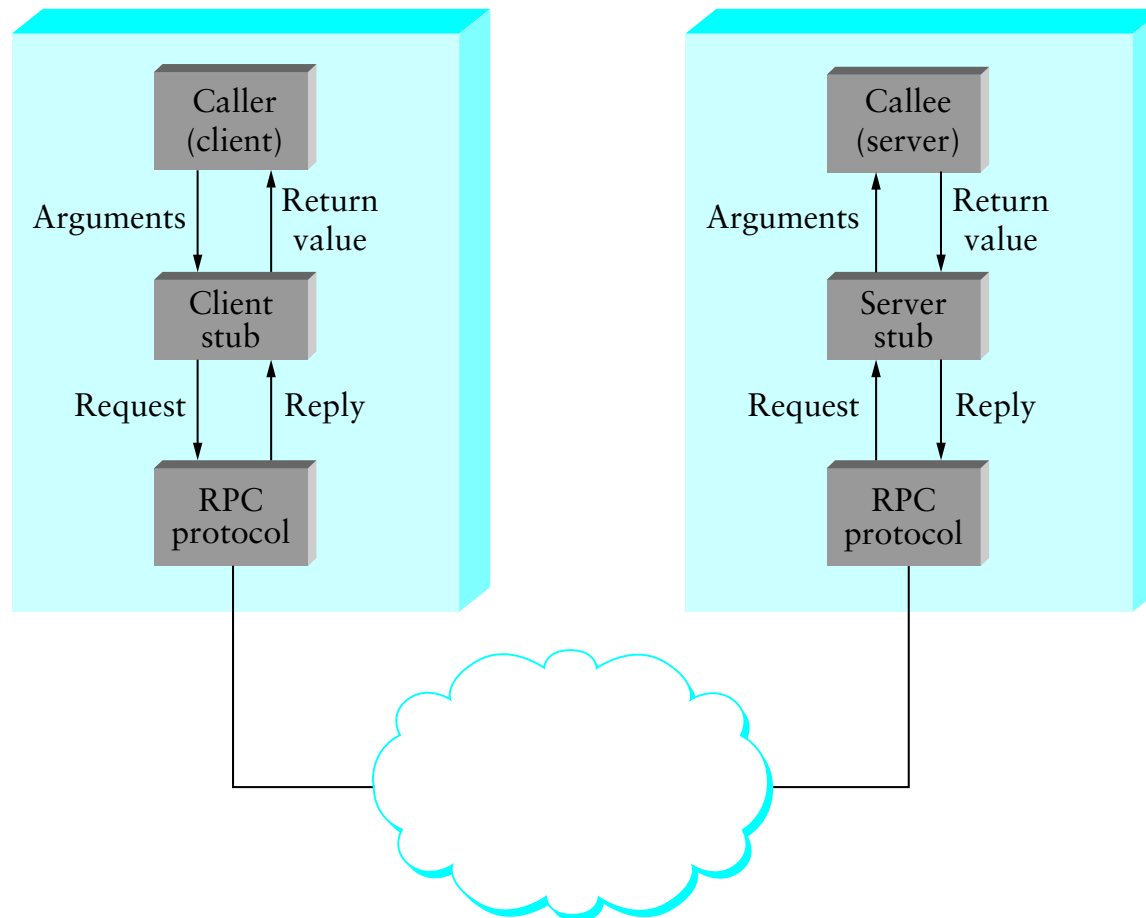 Caller
(client)
Arguments
Return
value
Client
stub
Request
Reply
RPC
protocol
Callee
(server)
Arguments
Return
value
Server
stub
Request
Reply
RPC
protocol